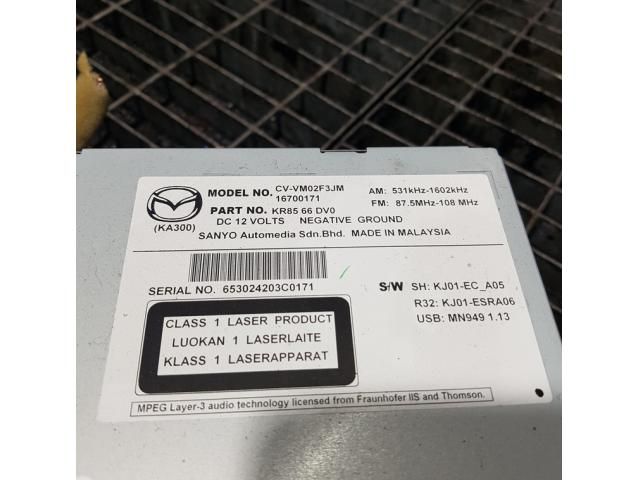 MODEL NO. CV-VM02F3JM
16700171
AM: 531kHz-1602kHz
FM: 87.5MHz-108 MHz
(KA300)
PART NO. KR85 66 DV0
DC 12 VOLTS NEGATIVE GROUND
SANYO Automedia Sdn.Bhd. MADE IN MALAYSIA
SERIAL NO. 653024203C0171
S/W SH: KJ01-EC_A05
R32: KJ01-ESRA06
USB: MN949 1.13
CLASS 1 LASER PRODUCT
LUOKAN 1 LASERLAITE
KLASS 1 LASERAPPARAT
MPEG Layer-3 audio technology licensed from Fraunhofer IIS and Thomson.